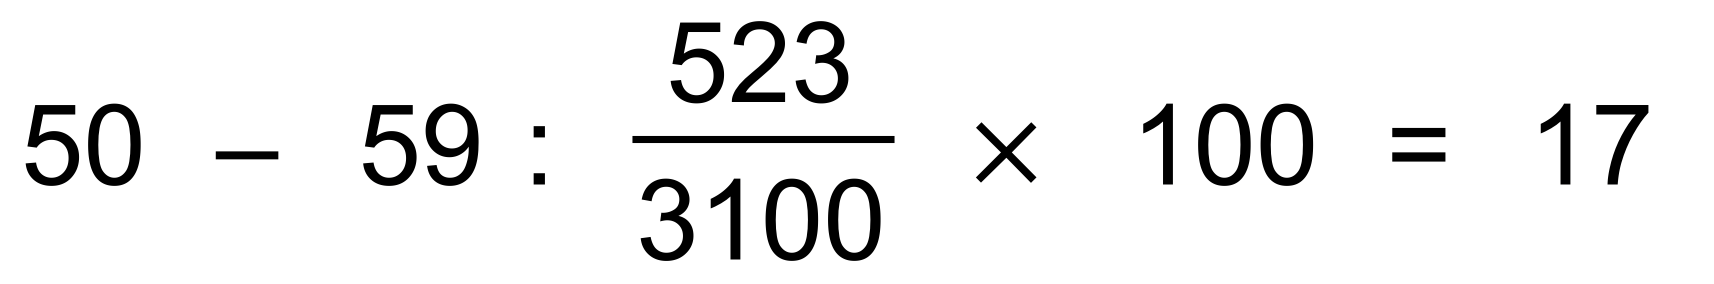 50 – 59 : 523/3100 × 100 = 17